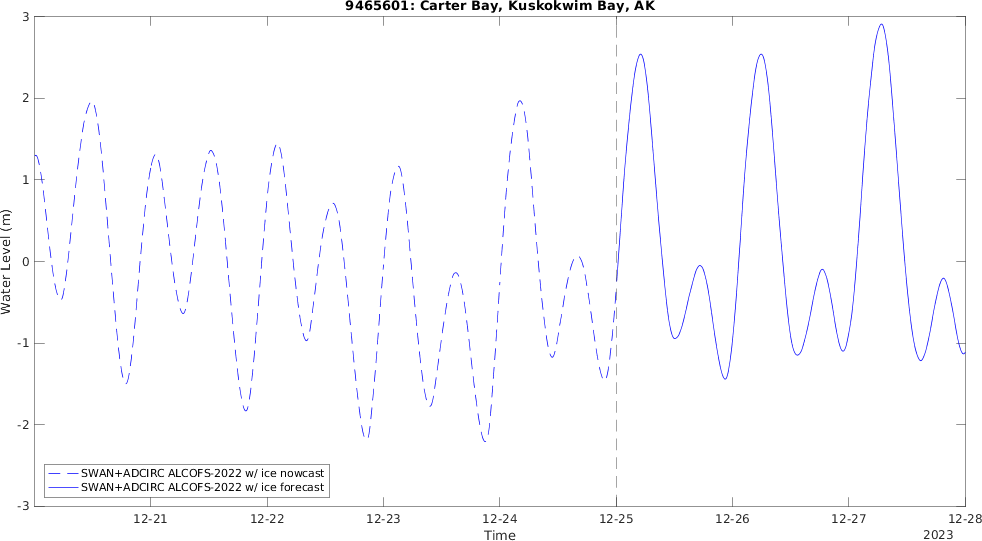 9465601: Carter Bay, Kuskokwim Bay, AK
3
2
1
0
-1
-2
-3
Water Level (m)
SWAN+ADCIRC ALCOFS-2022 w/ ice nowcast
SWAN+ADCIRC ALCOFS-2022 w/ ice forecast
12-21 12-22 12-23 12-24 12-25 12-26 12-27 12-28
Time
2023